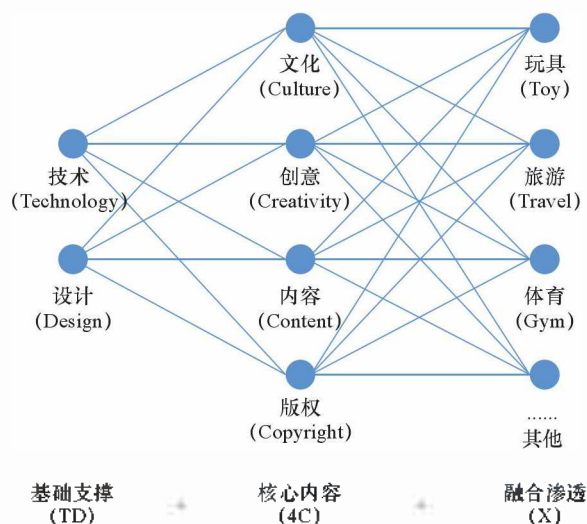 文化
(Culture)
玩具
(Toy)
技术
(Technology)
创意
(Creativity)
旅游
(Travel)
设计
(Design)
内容
(Content)
体育
(Gym)
版权
(Copyright)
……
其他
基础支撑
(TD)
+
核心内容
(4C)
+
融合渗透
(X)